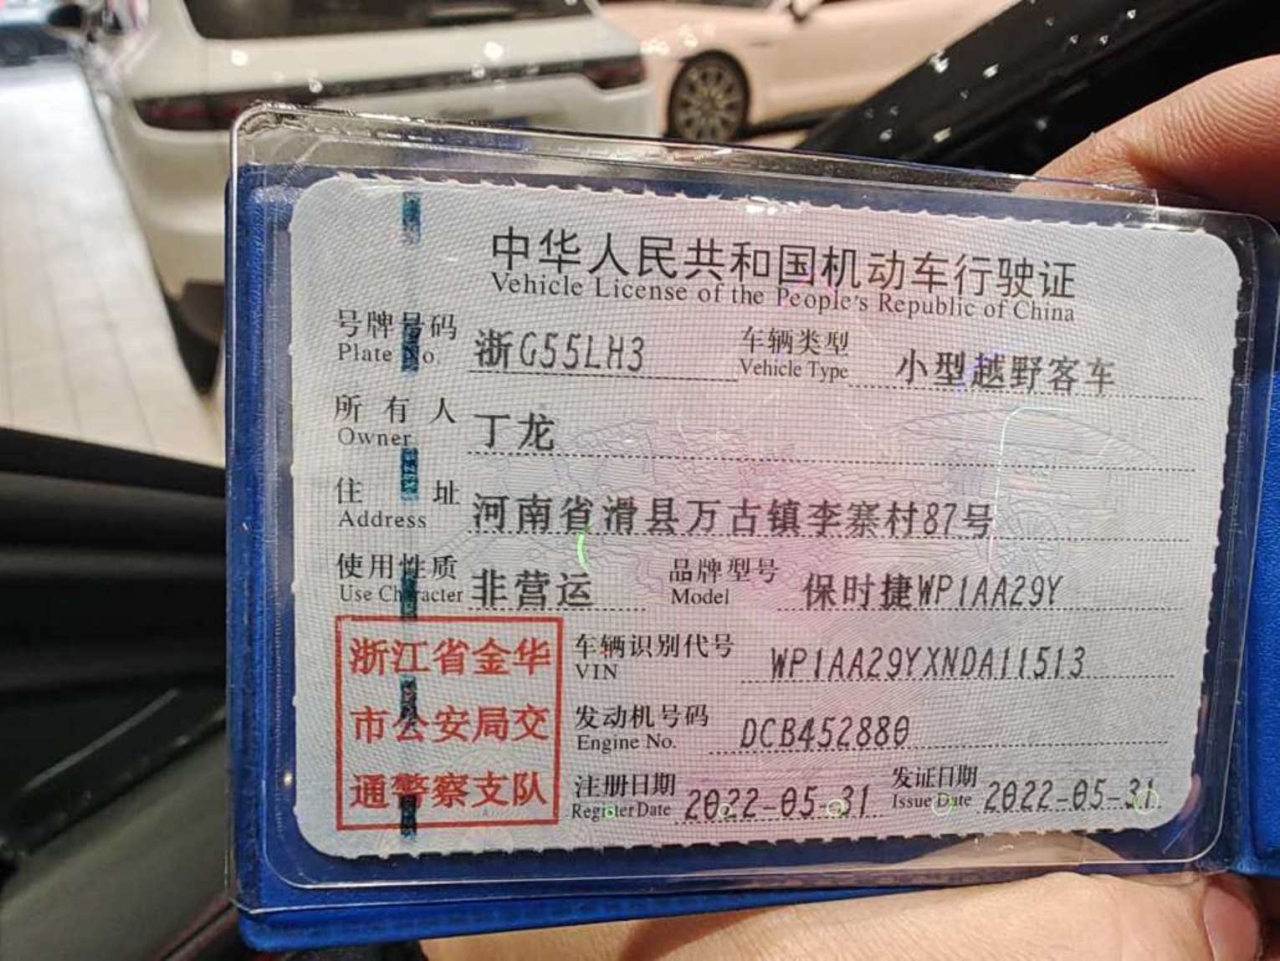 中华人民共和国机动车行驶证
Vehicle License of the People's Republic of China
号牌号码 浙G55LH3 车辆类型 小型越野客车
Plate No. Vehicle Type
所有人 丁龙
Owner
住址 河南省滑县万古镇李寨村87号
Address
使用性质 非营运 品牌型号 保时捷WP1AA29Y
Use Character Model
浙江省金华
市公安局交
通警察支队
车辆识别代号 WP1AA29YXNDA11513
VIN
发动机号码 DCB452880
Engine No.
注册日期 2022-05-31 发证日期 2022-05-31
Register Date Issue Date